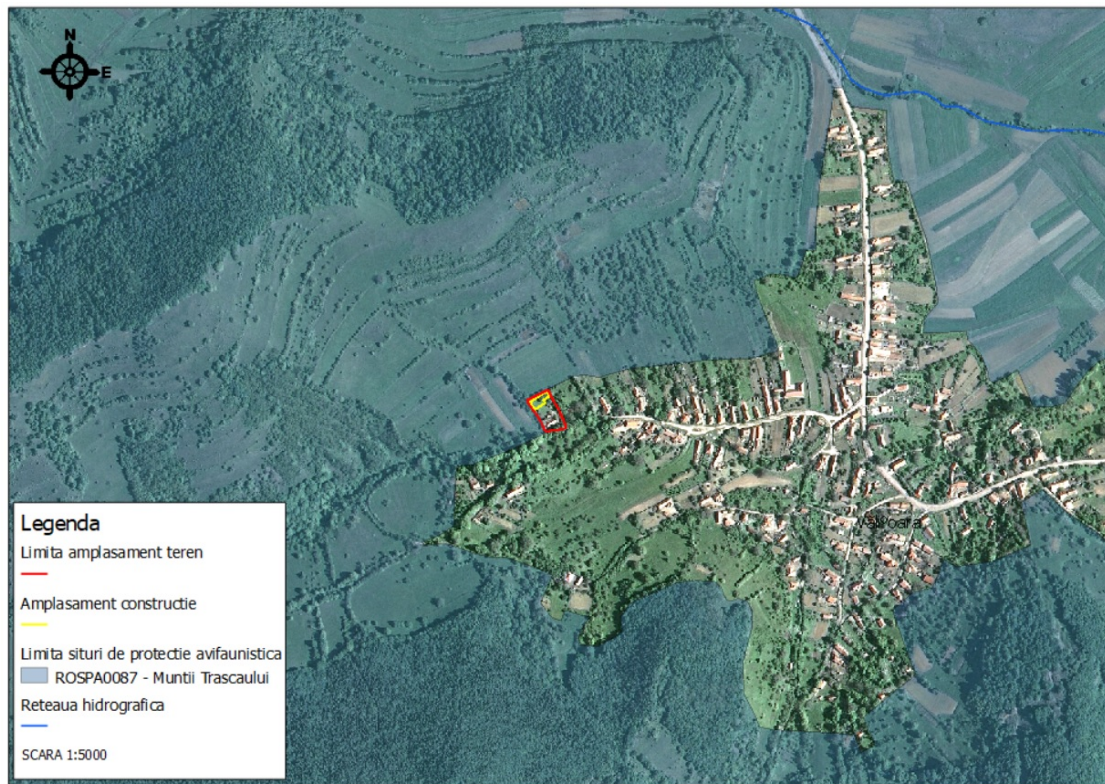 N
E
Valisoara
Legenda
Limita amplasament teren
Amplasament constructie
Limita situri de protectie avifaunistica
ROSPA0087 - Muntii Trascaului
Reteaua hidrografica
SCARA 1:5000